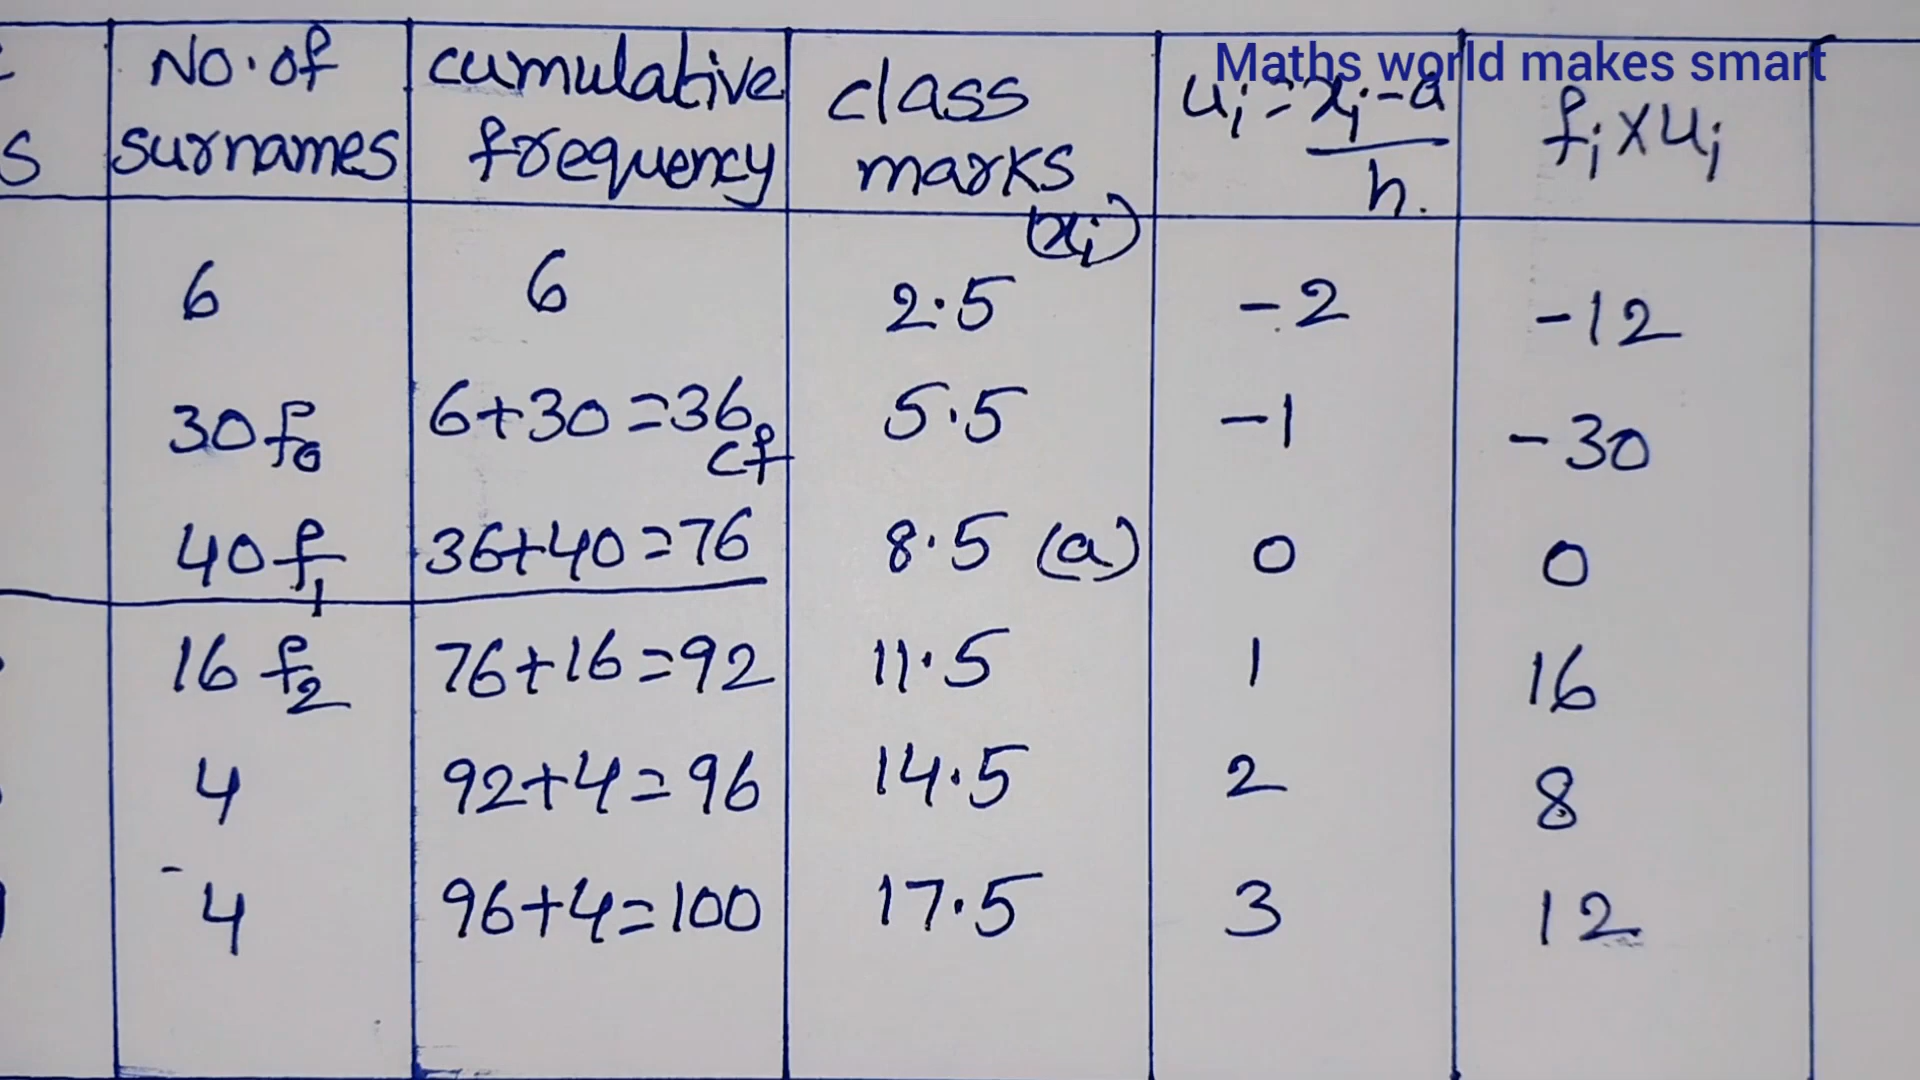 Maths world makes smart
No. of surnames | cumulative frequency | class marks (xi) | ui = xi - a / h. | fi x ui
s
6 | 6 | 2.5 | -2 | -12
30 f0 | 6+30=36 cf | 5.5 | -1 | -30
40 f1 | 36+40=76 | 8.5 (a) | 0 | 0
16 f2 | 76+16=92 | 11.5 | 1 | 16
4 | 92+4=96 | 14.5 | 2 | 8
4 | 96+4=100 | 17.5 | 3 | 12